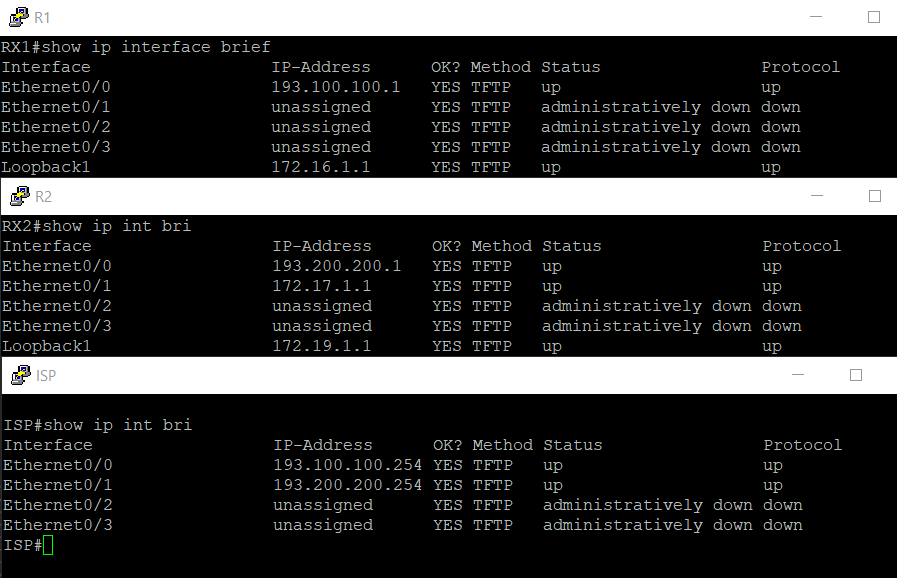 R1
RX1#show ip interface brief
Interface IP-Address OK? Method Status Protocol
Ethernet0/0 193.100.100.1 YES TFTP up up
Ethernet0/1 unassigned YES TFTP administratively down down
Ethernet0/2 unassigned YES TFTP administratively down down
Ethernet0/3 unassigned YES TFTP administratively down down
Loopback1 172.16.1.1 YES TFTP up up
R2
RX2#show ip int bri
Interface IP-Address OK? Method Status Protocol
Ethernet0/0 193.200.200.1 YES TFTP up up
Ethernet0/1 172.17.1.1 YES TFTP up up
Ethernet0/2 unassigned YES TFTP administratively down down
Ethernet0/3 unassigned YES TFTP administratively down down
Loopback1 172.19.1.1 YES TFTP up up
ISP
ISP#show ip int bri
Interface IP-Address OK? Method Status Protocol
Ethernet0/0 193.100.100.254 YES TFTP up up
Ethernet0/1 193.200.200.254 YES TFTP up up
Ethernet0/2 unassigned YES TFTP administratively down down
Ethernet0/3 unassigned YES TFTP administratively down down
ISP#